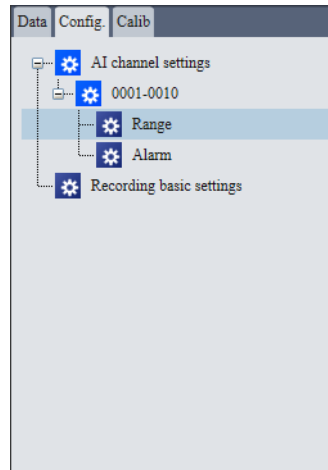 Data Config. Calib
AI channel settings
0001-0010
Range
Alarm
Recording basic settings